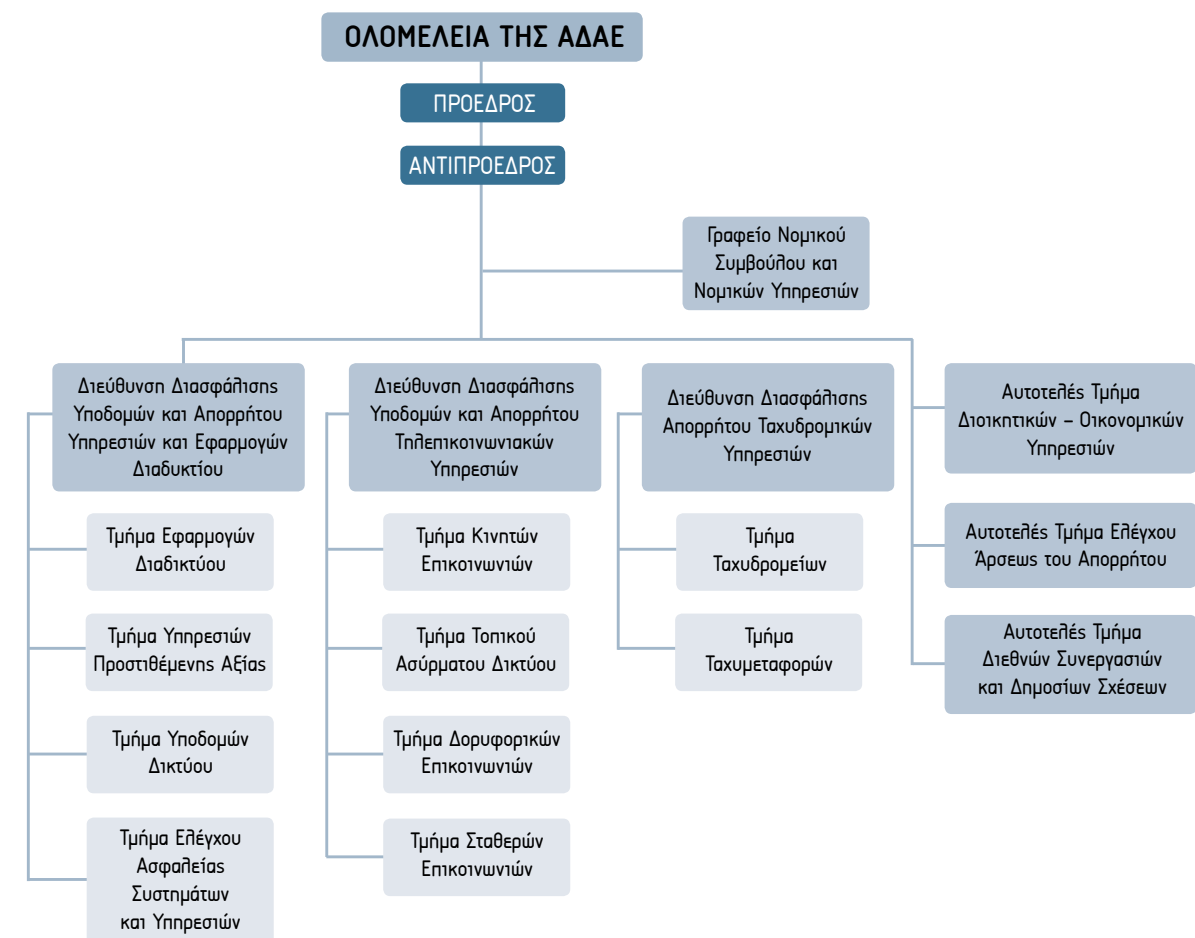 ΟΛΟΜΕΛΕΙΑ ΤΗΣ ΑΔΑΕ
ΠΡΟΕΔΡΟΣ
ΑΝΤΙΠΡΟΕΔΡΟΣ
Γραφείο Νομικού
Συμβούλου και
Νομικών Υπηρεσιών
Διεύθυνση Διασφάλισης
Υποδομών και Απορρήτου
Υπηρεσιών και Εφαρμογών
Διαδυκτίου
Τμήμα Εφαρμογών
Διαδικτύου
Τμήμα Υπηρεσιών
Προστιθέμενης Αξίας
Τμήμα Υποδομών
Δικτύου
Τμήμα Ελέγχου
Ασφαλείας
Συστημάτων
και Υπηρεσιών
Διεύθυνση Διασφάλισης
Υποδομών και Απορρήτου
Τηλεπικοινωνιακών
Υπηρεσιών
Τμήμα Κινητών
Επικοινωνιών
Τμήμα Τοπικού
Ασύρματου Δικτύου
Τμήμα Δορυφορικών
Επικοινωνιών
Τμήμα Σταθερών
Επικοινωνιών
Διεύθυνση Διασφάλισης
Απορρήτου Ταχυδρομικών
Υπηρεσιών
Τμήμα
Ταχυδρομείων
Τμήμα
Ταχυμεταφορών
Αυτοτελές Τμήμα
Διοικητικών – Οικονομικών
Υπηρεσιών
Αυτοτελές Τμήμα Ελέγχου
Άρσεως του Απορρήτου
Αυτοτελές Τμήμα
Διεθνών Συνεργασιών
και Δημοσίων Σχέσεων